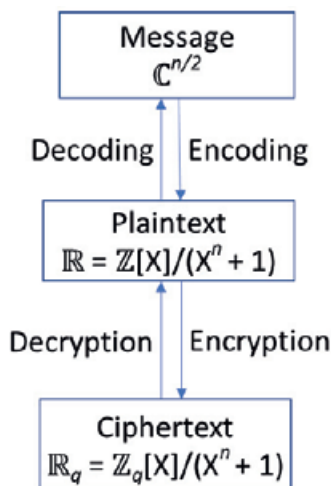 Message
ℂ^{n/2}
Decoding Encoding
Plaintext
ℝ = ℤ[X]/(X^n + 1)
Decryption Encryption
Ciphertext
ℝ_q = ℤ_q[X]/(X^n + 1)